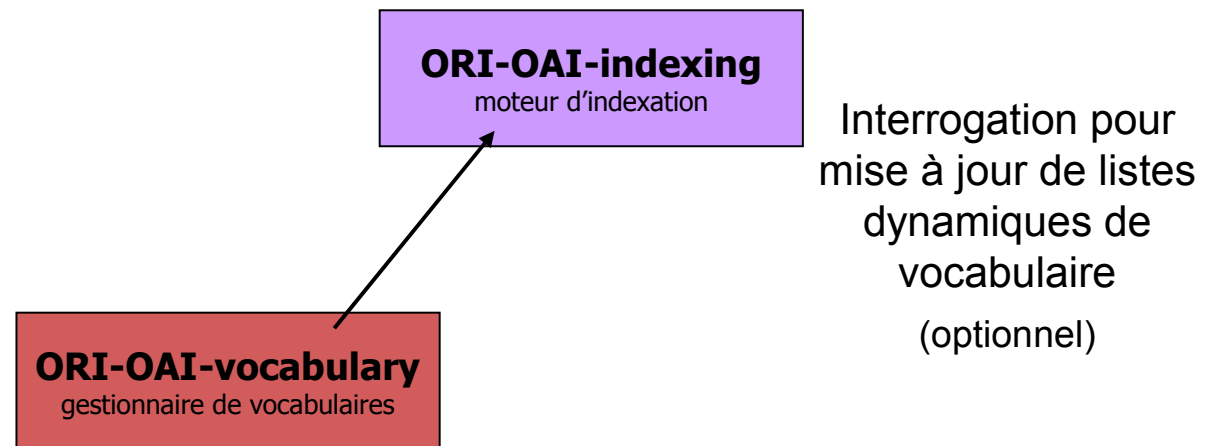 ORI-OAI-indexing
moteur d’indexation
Interrogation pour
mise à jour de listes
dynamiques de
vocabulaire
(optionnel)
ORI-OAI-vocabulary
gestionnaire de vocabulaires